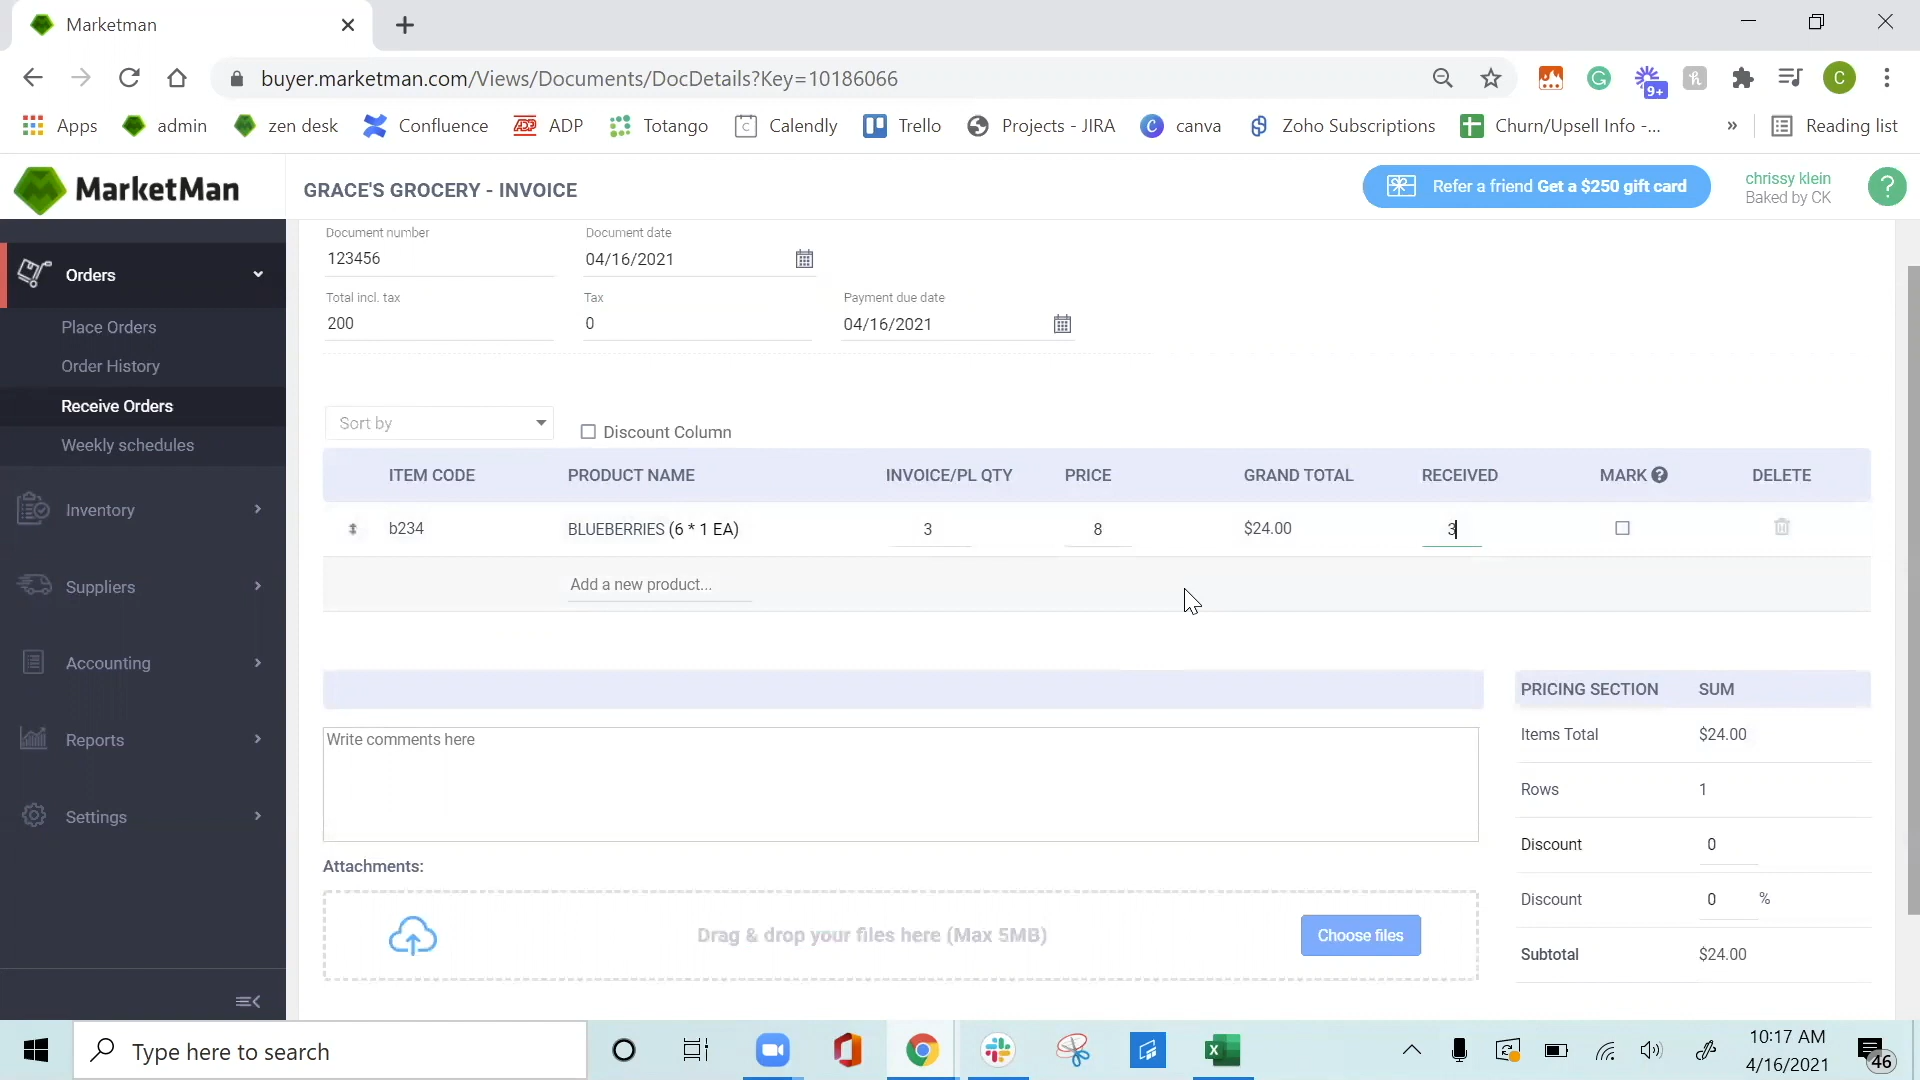 Marketman
buyer.marketman.com/Views/Documents/DocDetails?Key=10186066
9+
C
Apps admin zen desk Confluence ADP Totango Calendly Trello Projects - JIRA canva Zoho Subscriptions Churn/Upsell Info -... » Reading list
MarketMan
GRACE'S GROCERY - INVOICE
Refer a friend Get a $250 gift card
chrissy klein
Baked by CK
?
Orders
Place Orders
Order History
Receive Orders
Weekly schedules
Inventory
Suppliers
Accounting
Reports
Settings
Document number Document date
123456 04/16/2021
Total incl. tax Tax Payment due date
200 0 04/16/2021
Sort by Discount Column
ITEM CODE PRODUCT NAME INVOICE/PL QTY PRICE GRAND TOTAL RECEIVED MARK ? DELETE
b234 BLUEBERRIES (6 * 1 EA) 3 8 $24.00 3
Add a new product...
Write comments here
Attachments:
Drag & drop your files here (Max 5MB) Choose files
PRICING SECTION SUM
Items Total $24.00
Rows 1
Discount 0
Discount 0 %
Subtotal $24.00
Type here to search
10:17 AM
4/16/2021
46